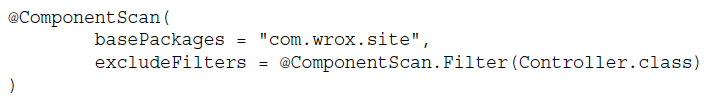 @ComponentScan(
        basePackages = "com.wrox.site",
        excludeFilters = @ComponentScan.Filter(Controller.class)
)